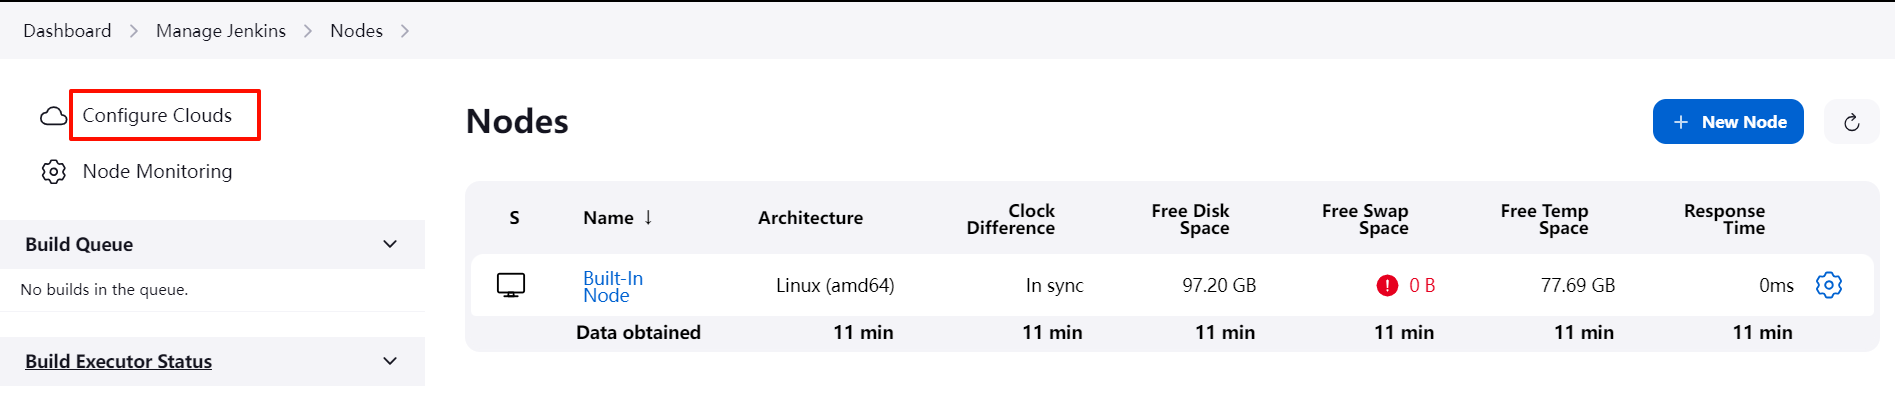 Dashboard > Manage Jenkins > Nodes >
Configure Clouds
Node Monitoring
Build Queue
No builds in the queue.
Build Executor Status
Nodes
+ New Node
S Name ↓ Architecture Clock Difference Free Disk Space Free Swap Space Free Temp Space Response Time
Built-In Node Linux (amd64) In sync 97.20 GB 0 B 77.69 GB 0ms
Data obtained 11 min 11 min 11 min 11 min 11 min 11 min